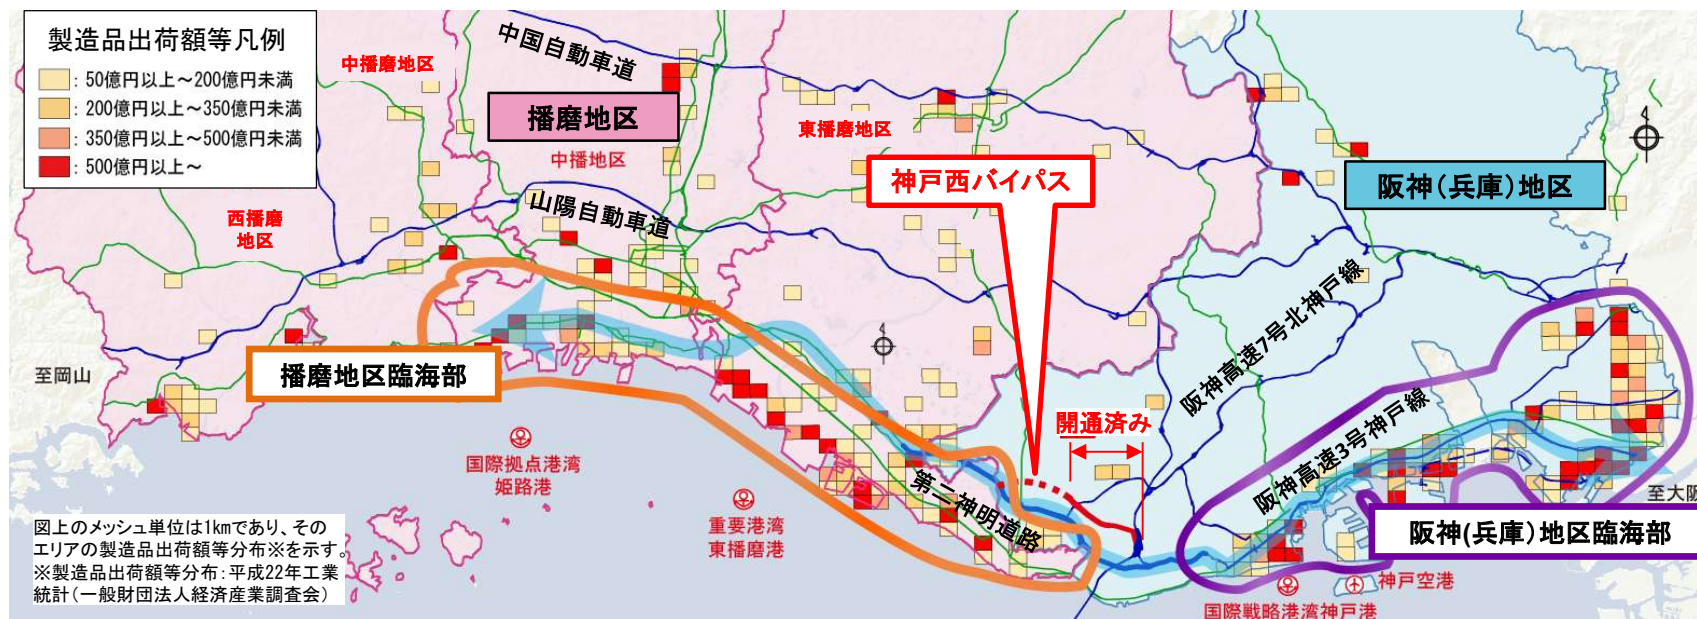 製造品出荷額等凡例
：50億円以上～200億円未満
：200億円以上～350億円未満
：350億円以上～500億円未満
：500億円以上～
中播磨地区
中国自動車道
播磨地区
中播地区
東播磨地区
神戸西バイパス
阪神（兵庫）地区
西播磨
地区
山陽自動車道
阪神高速7号北神戸線
至岡山
播磨地区臨海部
開通済み
阪神高速3号神戸線
国際拠点港湾
姫路港
第二神明道路
重要港湾
東播磨港
至大阪
阪神(兵庫)地区臨海部
図上のメッシュ単位は1kmであり、その
エリアの製造品出荷額等分布※を示す。
※製造品出荷額等分布：平成22年工業
統計（一般財団法人経済産業調査会）
神戸空港
国際戦略港湾神戸港